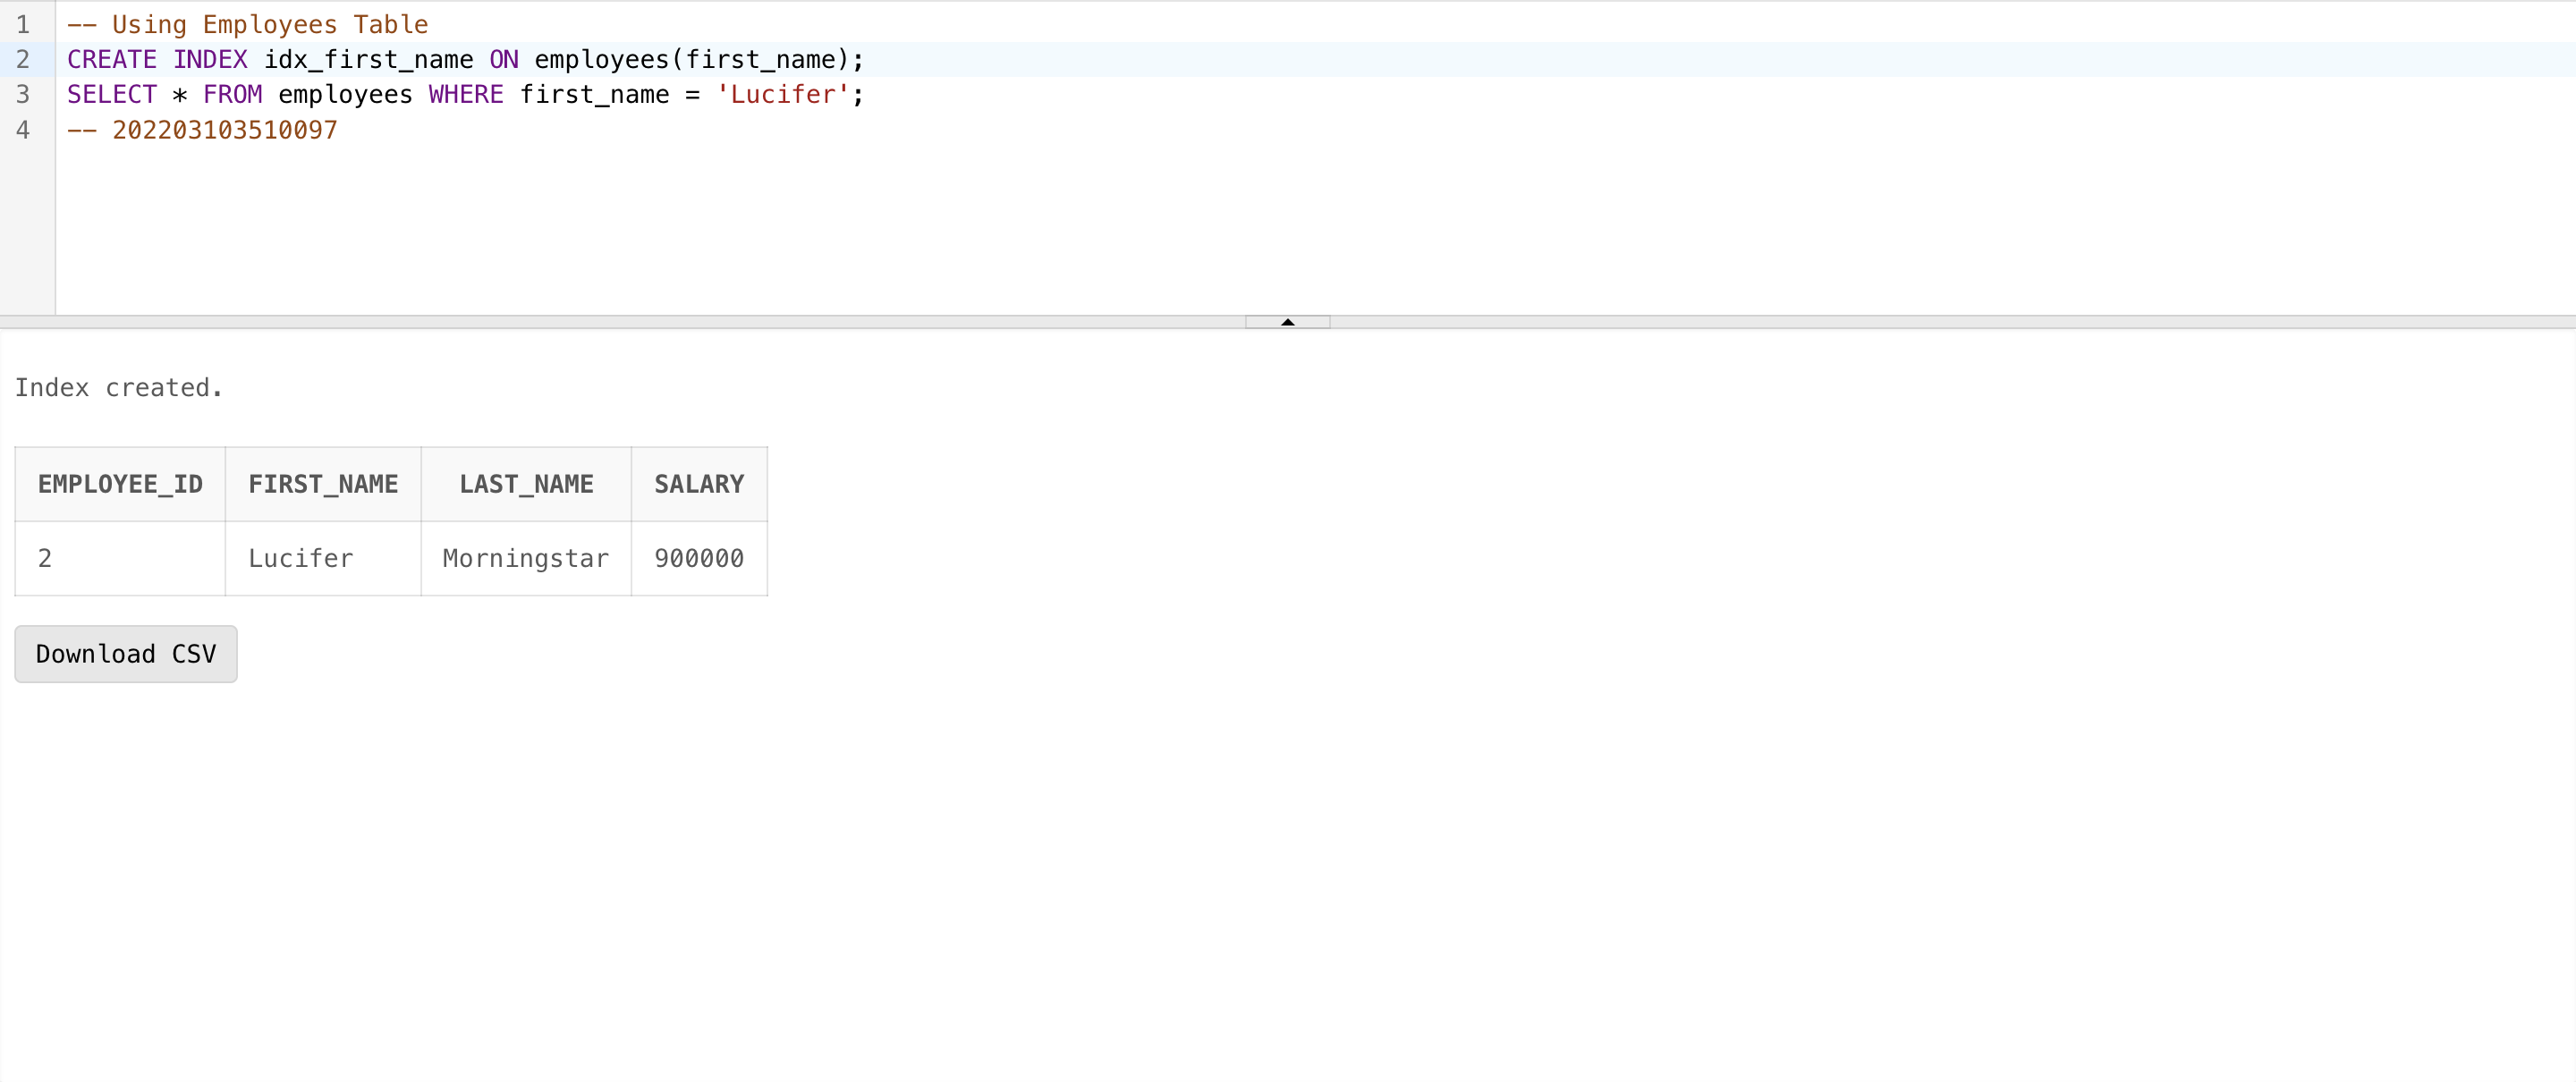 1 -- Using Employees Table
2 CREATE INDEX idx_first_name ON employees(first_name);
3 SELECT * FROM employees WHERE first_name = 'Lucifer';
4 -- 202203103510097
Index created.
EMPLOYEE_ID FIRST_NAME LAST_NAME SALARY
2 Lucifer Morningstar 900000
Download CSV